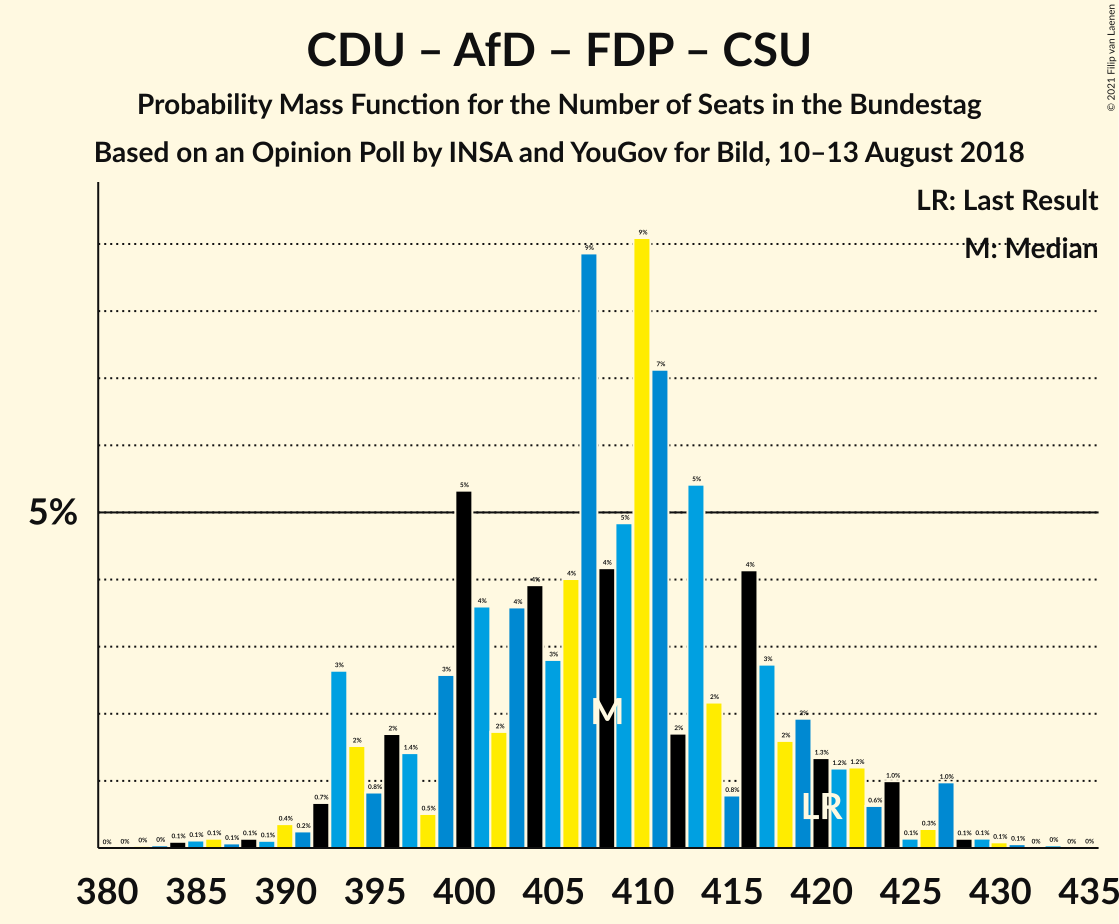 CDU – AfD – FDP – CSU
Probability Mass Function for the Number of Seats in the Bundestag
Based on an Opinion Poll by INSA and YouGov for Bild, 10–13 August 2018
© 2021 Filip van Laenen
LR: Last Result
M: Median
5%
0% 0% 0% 0% 0.1% 0.1% 0.1% 0.1% 0.1% 0.1% 0.4% 0.2% 0.7% 3% 2% 0.8% 2% 1.4% 0.5% 3% 5% 4% 2% 4% 4% 3% 4% 9% 4% 5% 9% 7% 2% 5% 2% 0.8% 4% 3% 2% 2% 1.3% 1.2% 1.2% 0.6% 1.0% 0.1% 0.3% 1.0% 0.1% 0.1% 0.1% 0.1% 0% 0% 0% 0%
M
LR
380 385 390 395 400 405 410 415 420 425 430 435